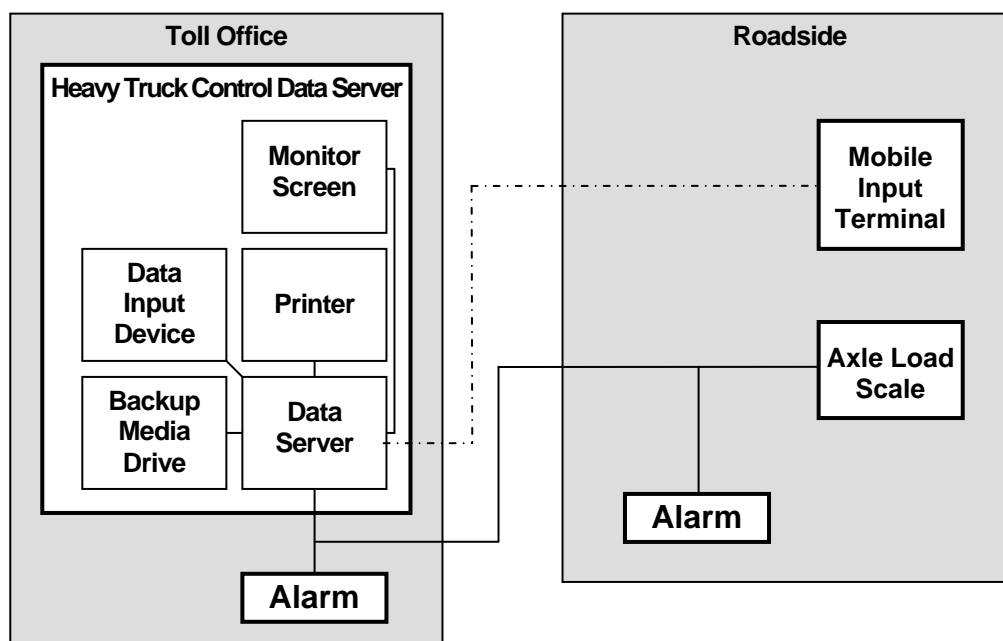 Toll Office
Heavy Truck Control Data Server
Monitor
Screen
Data
Input
Device
Printer
Backup
Media
Drive
Data
Server
Alarm
Roadside
Mobile
Input
Terminal
Axle Load
Scale
Alarm